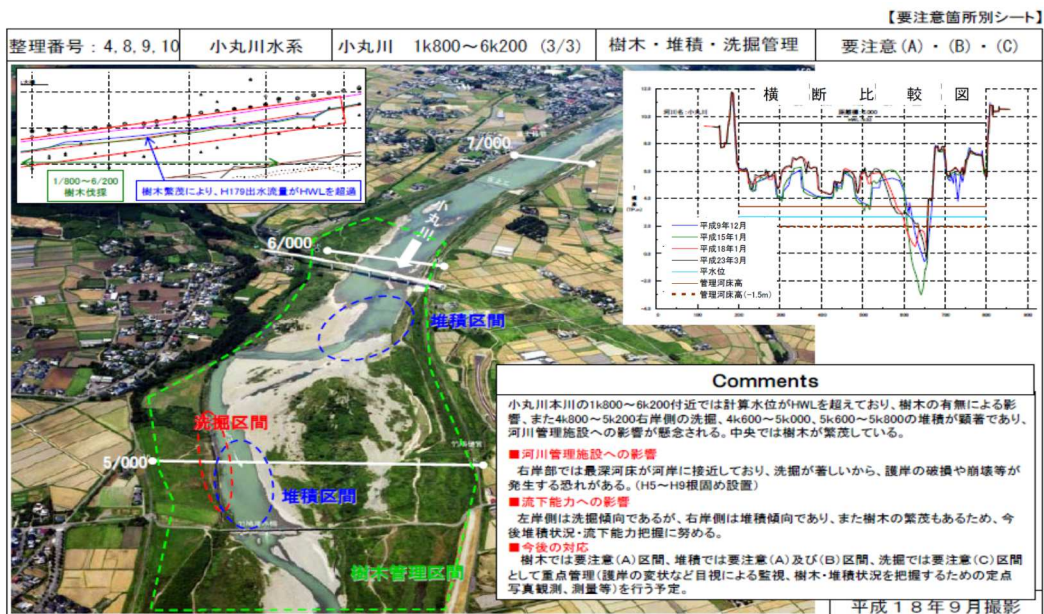 【要注意箇所別シート】
整理番号：4,8,9,10
小丸川水系
小丸川　1k800～6k200 (3/3)
樹木・堆積・洗掘管理
要注意(A)・(B)・(C)
1/800～6/200
樹木伐採
樹木繁茂により、H179出水流量がHWLを超過
7/000
小丸川
6/000
堆積区間
洗掘区間
5/000
堆積区間
樹木管理区間
横断比較図
河川名：小丸川
平成9年12月
平成15年1月
平成18年1月
平成23年3月
平水位
管理河床高
管理河床高(-1.5m)
0 100 200 300 400 500 600 700 800 900
Comments
小丸川本川の1k800～6k200付近では計算水位がHWLを超えており、樹木の有無による影
響、また4k800～5k200右岸側の洗掘、4k600～5k000、5k600～5k800の堆積が顕著であり、
河川管理施設への影響が懸念される。中央では樹木が繁茂している。
■河川管理施設への影響
右岸部では最深河床が河岸に接近しており、洗掘が著しいから、護岸の破損や崩壊等が
発生する恐れがある。(H5～H9根固め設置)
■流下能力への影響
左岸側は洗掘傾向であるが、右岸側は堆積傾向であり、また樹木の繁茂もあるため、今
後堆積状況・流下能力把握に努める。
■今後の対応
樹木では要注意(A)区間、堆積では要注意(A)及び(B)区間、洗掘では要注意(C)区間
として重点管理(護岸の変状など目視による監視、樹木・堆積状況を把握するための定点
写真観測、測量等)を行う予定。
平成18年9月撮影